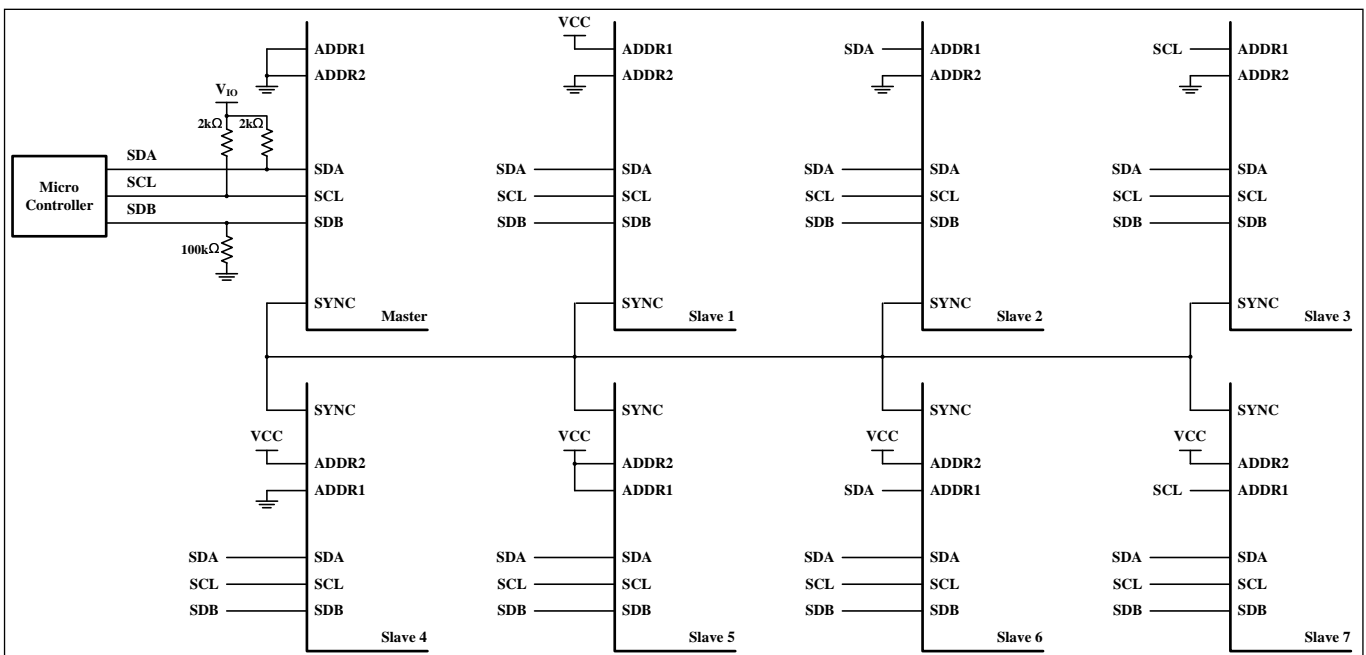 VCC
ADDR1
ADDR2
ADDR1
ADDR2
SDA
ADDR1
ADDR2
SCL
ADDR1
ADDR2
VIO
2kΩ
2kΩ
Micro
Controller
SDA
SCL
SDB
SDA
SCL
SDB
100kΩ
SYNC
Master
SDA
SCL
SDB
SDA
SCL
SDB
SYNC
Slave 1
SDA
SCL
SDB
SDA
SCL
SDB
SYNC
Slave 2
SDA
SCL
SDB
SDA
SCL
SDB
SYNC
Slave 3
SYNC
VCC
ADDR2
ADDR1
SDA
SCL
SDB
SDA
SCL
SDB
Slave 4
SYNC
VCC
ADDR2
ADDR1
SDA
SCL
SDB
SDA
SCL
SDB
Slave 5
SYNC
VCC
ADDR2
SDA
ADDR1
SDA
SCL
SDB
SDA
SCL
SDB
Slave 6
SYNC
VCC
ADDR2
SCL
ADDR1
SDA
SCL
SDB
SDA
SCL
SDB
Slave 7